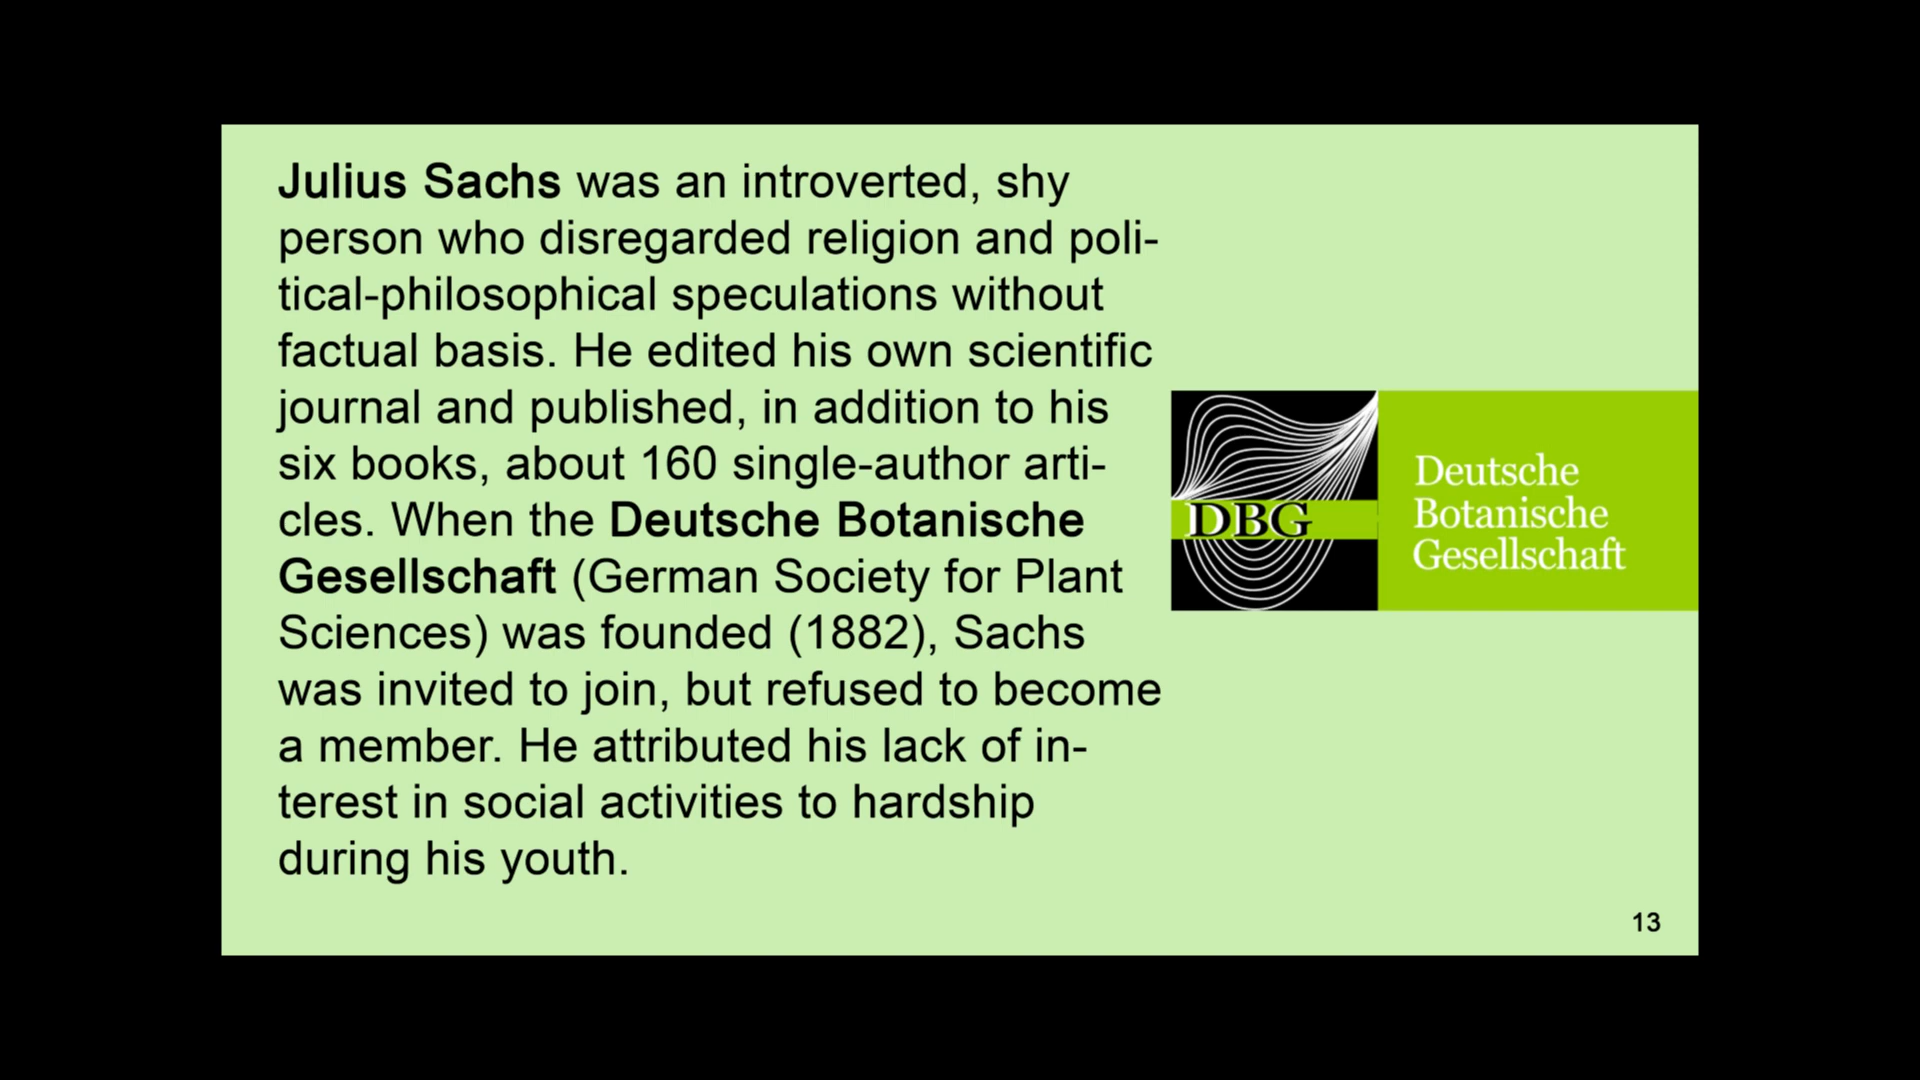 Julius Sachs was an introverted, shy
person who disregarded religion and poli-
tical-philosophical speculations without
factual basis. He edited his own scientific
journal and published, in addition to his
six books, about 160 single-author arti-
cles. When the Deutsche Botanische
Gesellschaft (German Society for Plant
Sciences) was founded (1882), Sachs
was invited to join, but refused to become
a member. He attributed his lack of in-
terest in social activities to hardship
during his youth.
DBG
Deutsche
Botanische
Gesellschaft
13